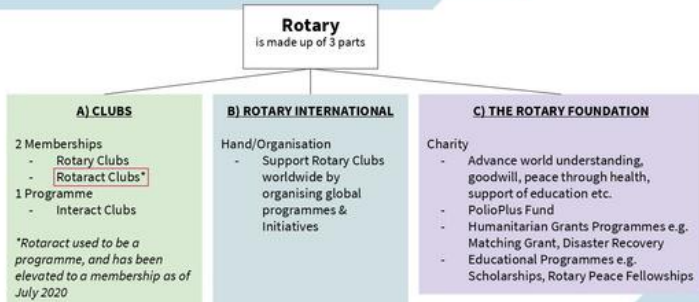 Rotary
is made up of 3 parts
A) CLUBS
2 Memberships
- Rotary Clubs
- Rotaract Clubs*
1 Programme
- Interact Clubs
*Rotaract used to be a
programme, and has been
elevated to a membership as of
July 2020
B) ROTARY INTERNATIONAL
Hand/Organisation
- Support Rotary Clubs
worldwide by
organising global
programmes &
Initiatives
C) THE ROTARY FOUNDATION
Charity
- Advance world understanding,
goodwill, peace through health,
support of education etc.
- PolioPlus Fund
- Humanitarian Grants Programmes e.g.
Matching Grant, Disaster Recovery
- Educational Programmes e.g.
Scholarships, Rotary Peace Fellowships